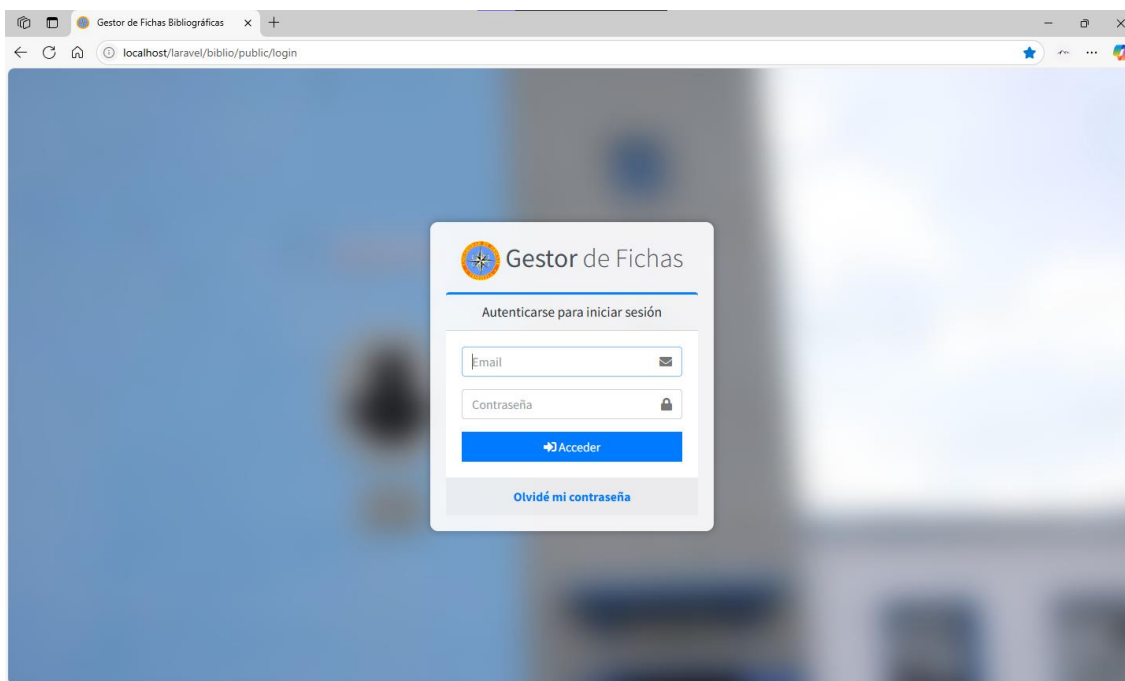 Gestor de Fichas Bibliográficas
localhost/laravel/biblio/public/login
Gestor de Fichas
Autenticarse para iniciar sesión
Email
Contraseña
Acceder
Olvidé mi contraseña